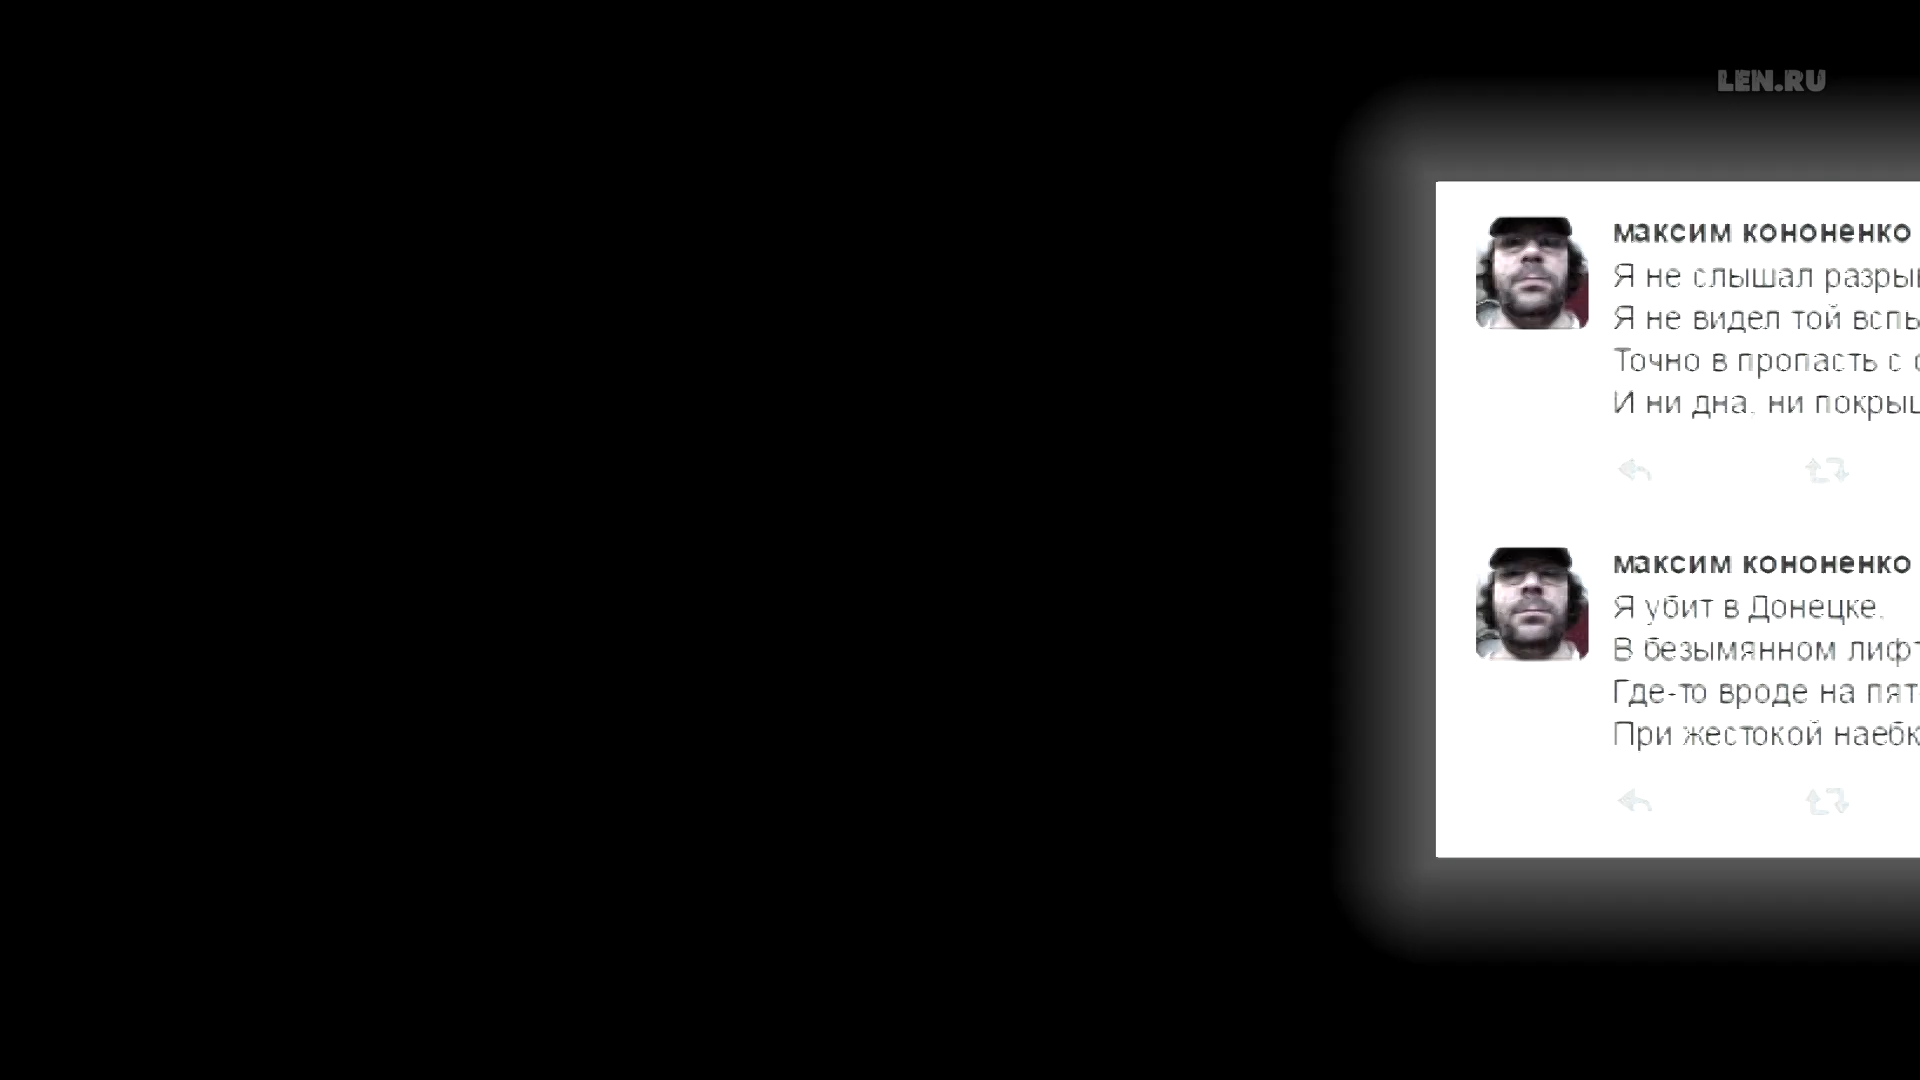 LEN.RU
максим кононенко
Я не слышал
Я не видел той
Точно в пропасть с
И ни дна, ни
максим кононенко
Я убит в Донецке.
В безымянном
Где-то вроде на
При жестокой